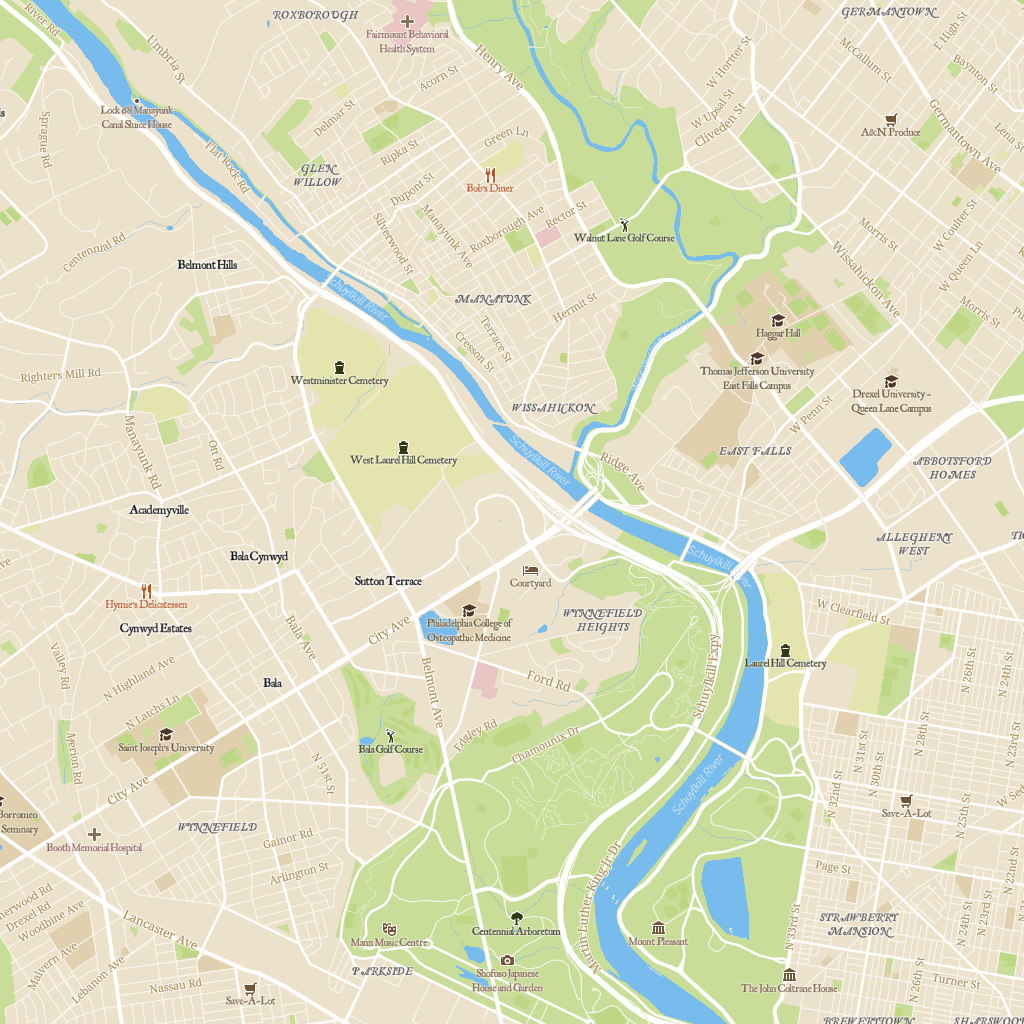 ROXBOROUGH
GERMANTOWN
River Rd
Fairmount Behavioral
Health System
E High St
Umbria St
Henry Ave
W Hortter St
McCallum St
Baynton St
Acorn St
Lock 68 Manayunk
Canal Sluice House
Delmar St
W Upsal St
Cliveden St
A&N Produce
Germantown Ave
Lena St
Sprague Rd
Flat Rock Rd
Ripka St
Green Ln
GLEN
WILLOW
Dupont St
Bob's Diner
Silverwood St
Manayunk Ave
Roxborough Ave
Rector St
Walnut Lane Golf Course
Morris St
W Coulter St
W Queen Ln
Centennial Rd
Belmont Hills
Wissahickon Ave
Schuylkill River
MANAYUNK
Hermit St
Morris St
Terrace St
Cresson St
Haggar Hall
Thomas Jefferson University
East Falls Campus
Righters Mill Rd
Westminister Cemetery
Drexel University -
Queen Lane Campus
WISSAHICKON
W Penn St
Manayunk Rd
Ott Rd
West Laurel Hill Cemetery
Schuylkill River
Ridge Ave
EAST FALLS
ABBOTSFORD
HOMES
Academyville
ALLEGHENY
WEST
Bala Cynwyd
Schuylkill River
Sutton Terrace
Courtyard
Hymie's Delicatessen
Cynwyd Estates
City Ave
Philadelphia College of
Osteopathic Medicine
WYNNEFIELD
HEIGHTS
W Clearfield St
Bala Ave
Valley Rd
N Highland Ave
Bala
Belmont Ave
Ford Rd
Schuylkill Expy
Laurel Hill Cemetery
N 26th St
N 24th St
N Latchs Ln
Saint Joseph's University
Merion Rd
Bala Golf Course
Edgley Rd
Chamounix Dr
N 28th St
N 31st St
N 30th St
N 23rd St
N 51st St
City Ave
Schuylkill River
N 32nd St
Save-A-Lot
N 25th St
Borromeo
Seminary
Booth Memorial Hospital
WYNNEFIELD
Gainor Rd
Arlington St
Martin Luther King Jr Dr
Page St
N 22nd St
Drexel Rd
Woodbine Ave
Lancaster Ave
Mann Music Centre
Centennial Arboretum
Mount Pleasant
N 33rd St
STRAWBERRY
MANSION
N 24th St
N 23rd St
Malvern Ave
Lebanon Ave
Nassau Rd
Save-A-Lot
PARKSIDE
Shofuso Japanese
House and Garden
The John Coltrane House
N 26th St
Turner St
BREWERYTOWN